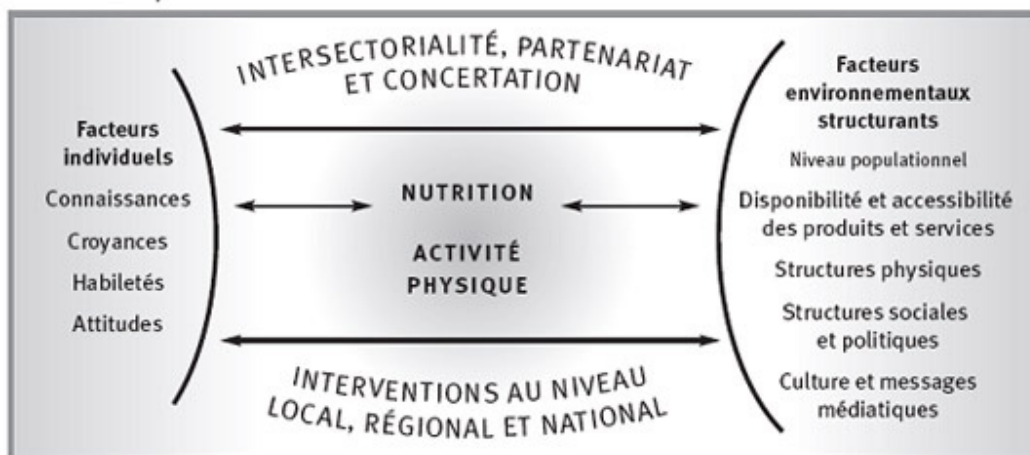 INTERSECTORIALITÉ, PARTENARIAT
ET CONCERTATION
Facteurs
individuels
Connaissances
Croyances
Habiletés
Attitudes
NUTRITION
ACTIVITÉ
PHYSIQUE
Facteurs
environnementaux
structurants
Niveau populationnel
Disponibilité et accessibilité
des produits et services
Structures physiques
Structures sociales
et politiques
Culture et messages
médiatiques
INTERVENTIONS AU NIVEAU
LOCAL, RÉGIONAL ET NATIONAL